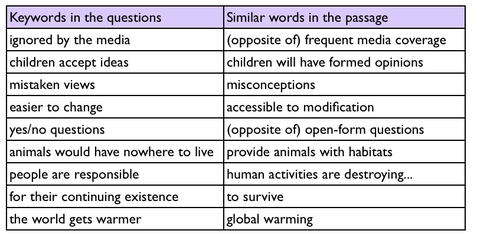 Keywords in the questions Similar words in the passage
ignored by the media (opposite of) frequent media coverage
children accept ideas children will have formed opinions
mistaken views misconceptions
easier to change accessible to modification
yes/no questions (opposite of) open-form questions
animals would have nowhere to live provide animals with habitats
people are responsible human activities are destroying...
for their continuing existence to survive
the world gets warmer global warming